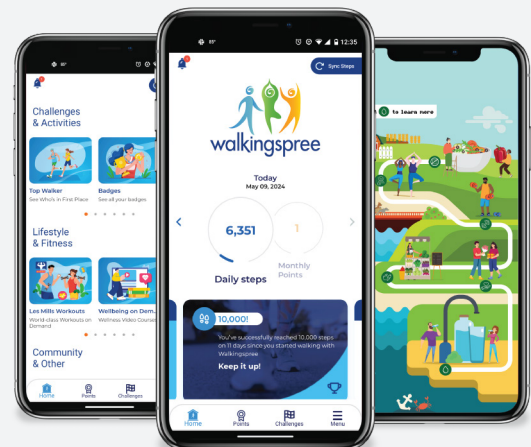 85°
Challenges
& Activities
Top Walker
See Who's in First Place
Badges
See all your badges
Lifestyle
& Fitness
Les Mills Workouts
World-class Workouts on
Demand
Wellbeing on Dem
Wellness Video Courses
Community
& Other
Home
Points
Challenges
85°
12:35
Sync Steps
walkingspree
Today
May 09, 2024
6,351
1
Daily steps
Monthly
Points
10,000!
You've successfully reached 10,000 steps
on 11 days since you started walking with
Walkingspree
Keep it up!
Home
Points
Challenges
Menu
to learn more